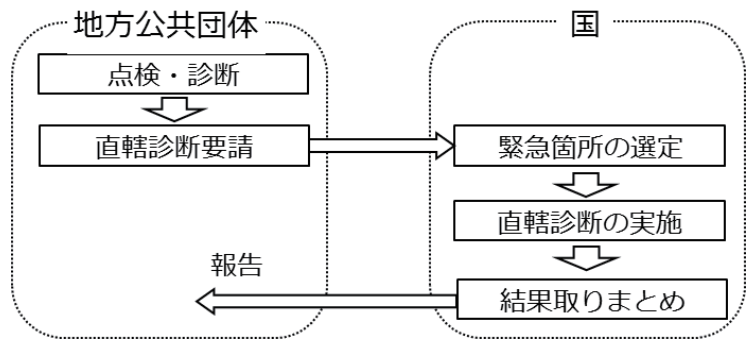 地方公共団体
点検・診断
直轄診断要請
国
緊急箇所の選定
直轄診断の実施
結果取りまとめ
報告